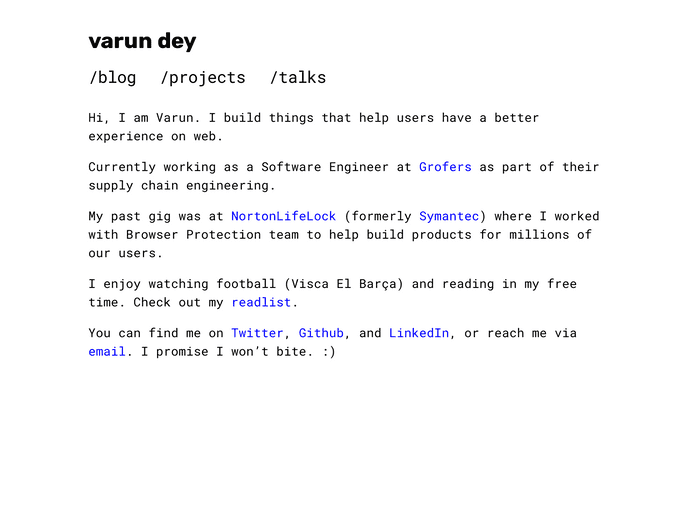 varun dey
/blog /projects /talks
Hi, I am Varun. I build things that help users have a better
experience on web.
Currently working as a Software Engineer at Grofers as part of their
supply chain engineering.
My past gig was at NortonLifeLock (formerly Symantec) where I worked
with Browser Protection team to help build products for millions of
our users.
I enjoy watching football (Visca El Barça) and reading in my free
time. Check out my readlist.
You can find me on Twitter, Github, and LinkedIn, or reach me via
email. I promise I won’t bite. :)